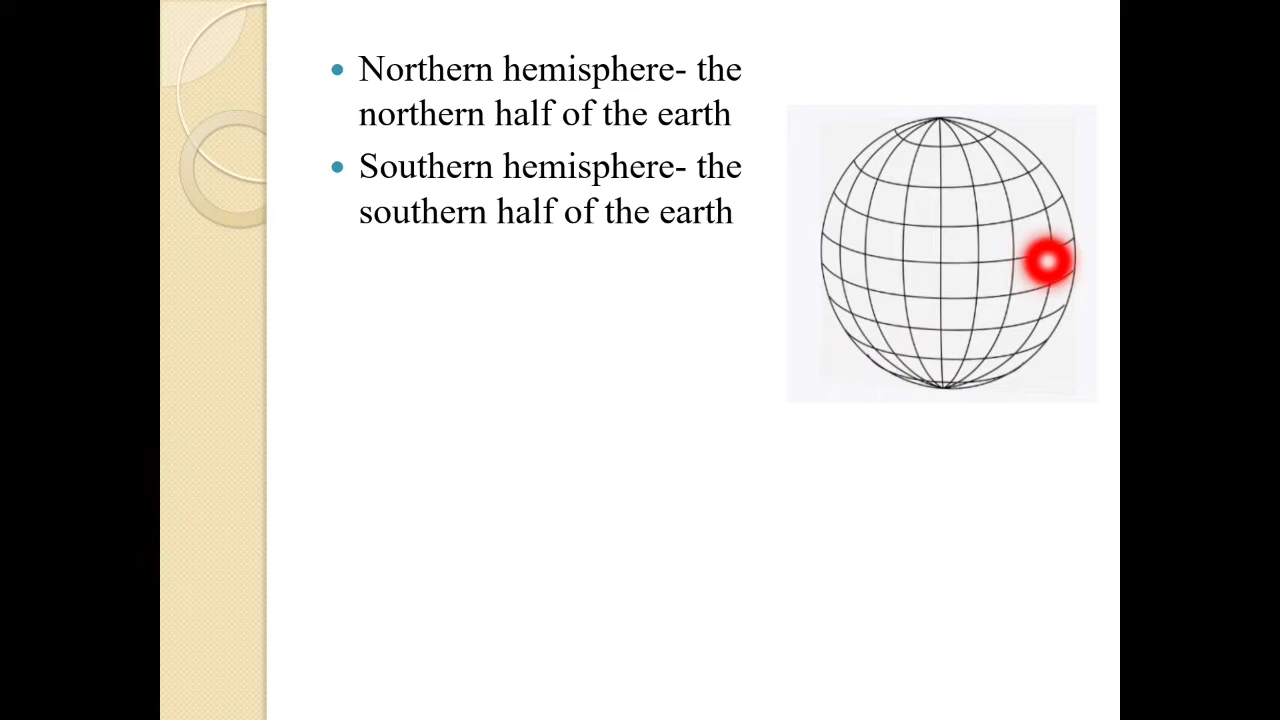 Northern hemisphere- the
northern half of the earth
Southern hemisphere- the
southern half of the earth